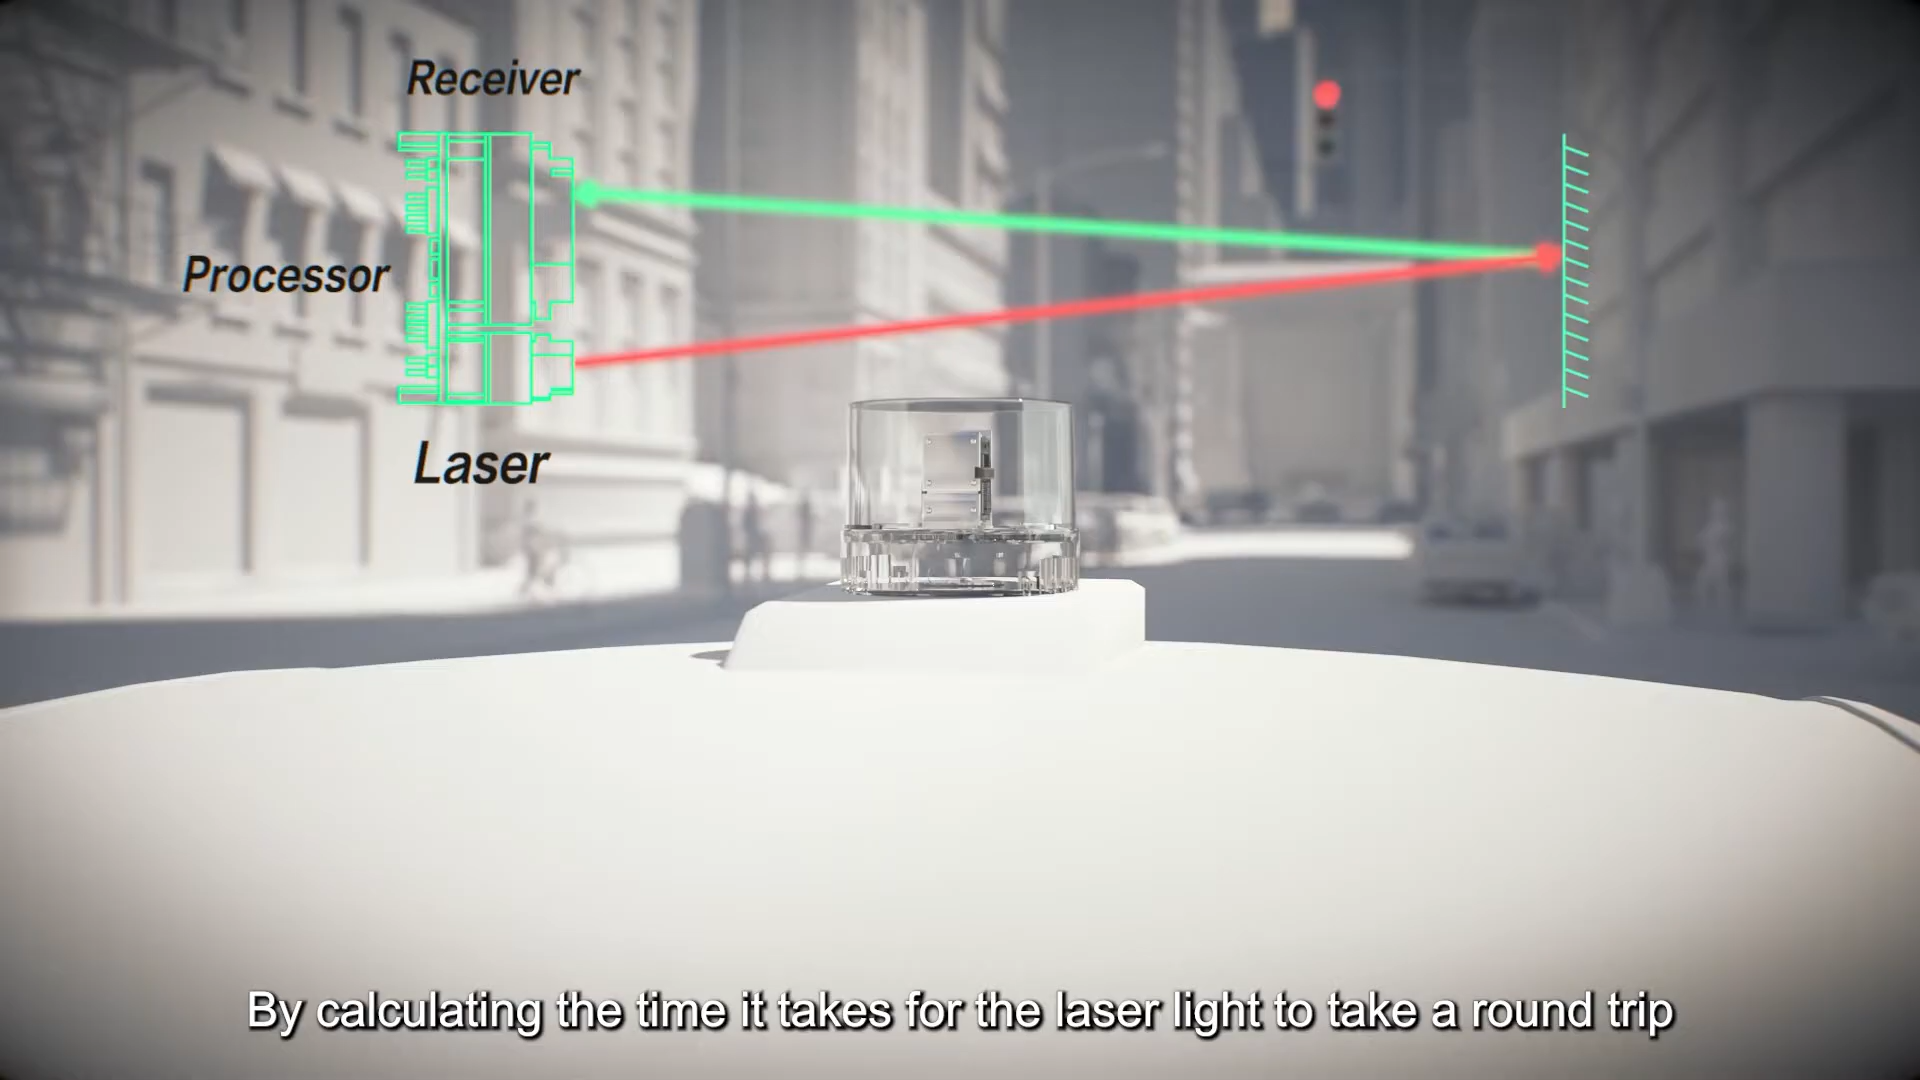 Receiver
Processor
Laser
By calculating the time it takes for the laser light to take a round trip